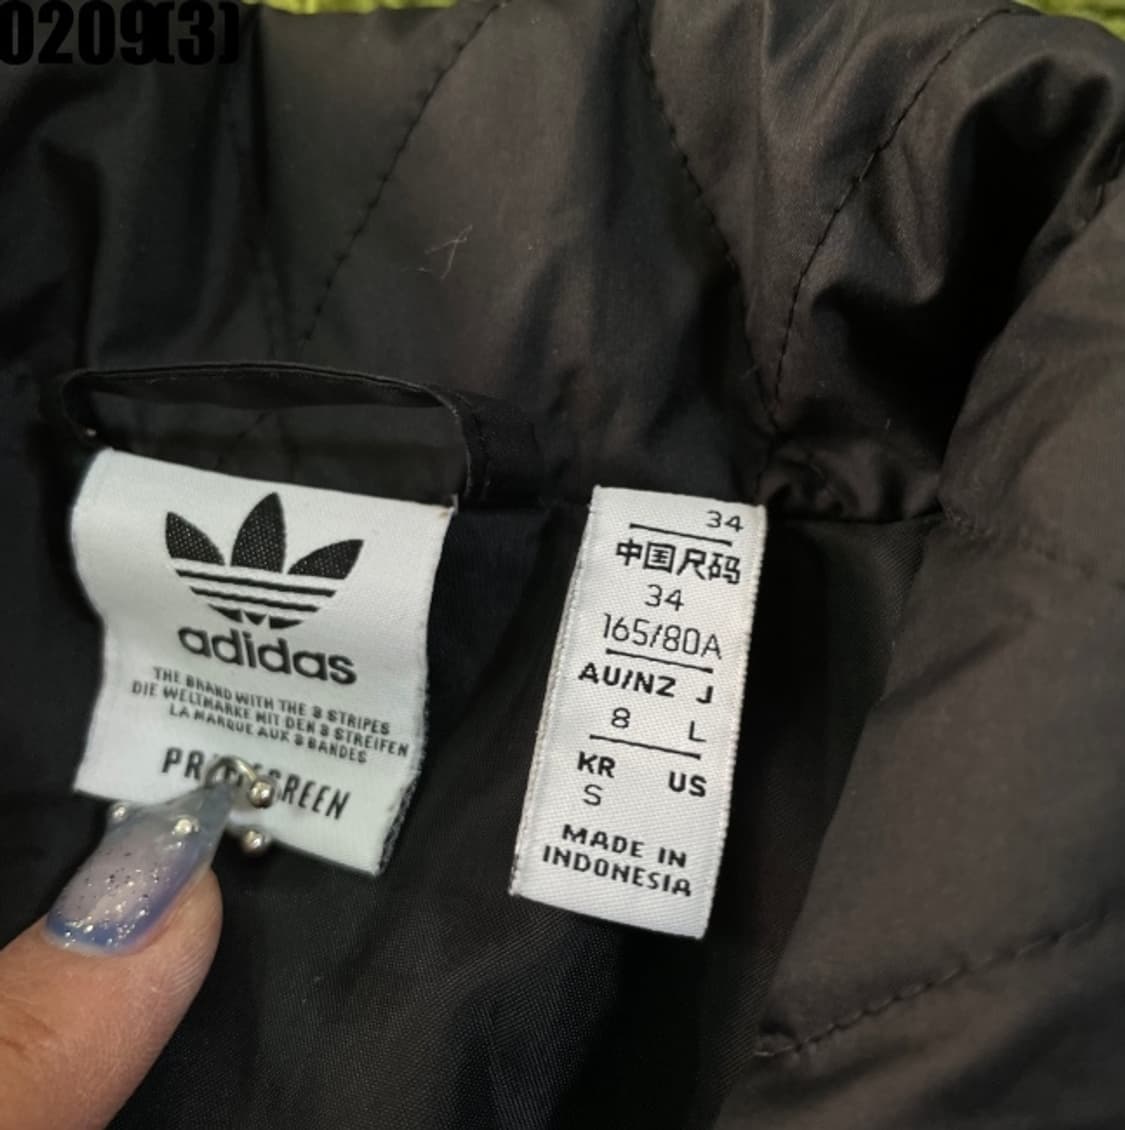 0209(3)
adidas
THE BRAND WITH THE 3 STRIPES
DIE WELTMARKE MIT DEN 3 STREIFEN
LA MARQUE AUX 3 BANDES
34
中国尺码
34
165/80A
AU/NZ J
8 L
KR US
S
MADE IN
INDONESIA